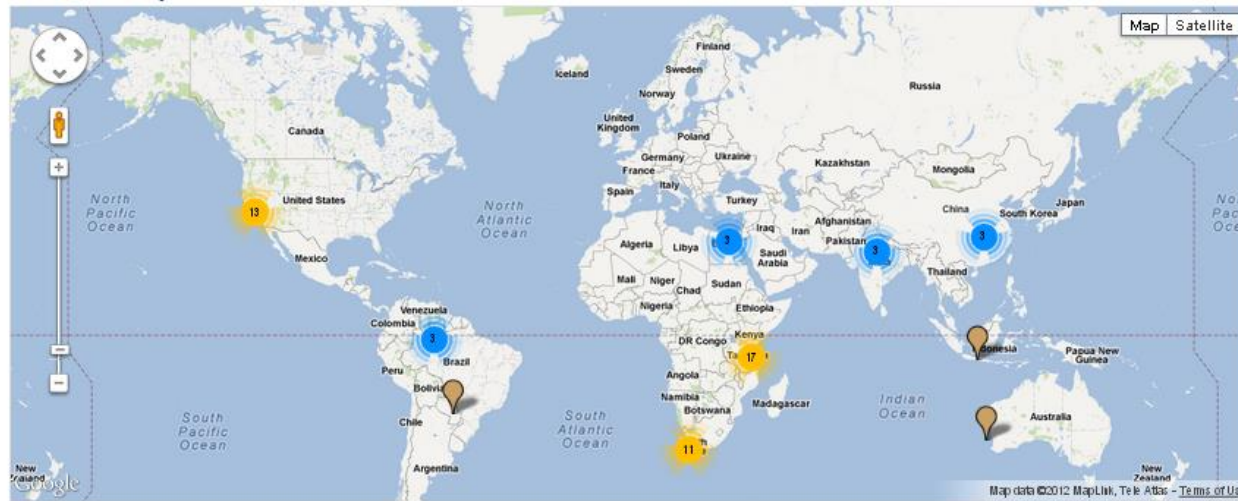 Map
Satellite
Finland
Iceland
Sweden
Russia
Norway
Canada
United
Kingdom
Poland
Germany
Ukraine
Kazakhstan
Mongolia
France
Italy
Spain
Turkey
North
Pacific
Ocean
United States
13
North
Atlantic
Ocean
Afghanistan
China
South Korea
Japan
3
Iraq
Iran
Pakistan
3
3
Algeria
Libya
Saudi
Arabia
Mexico
Mali
Niger
Chad
Sudan
Thailand
Nigeria
Ethiopia
Venezuela
Colombia
3
Kenya
DR Congo
17
Papua New
Guinea
Brazil
Peru
Angola
Bolivia
Namibia
Botswana
Madagascar
Indian
Ocean
Australia
South
Pacific
Ocean
Chile
South
Atlantic
Ocean
11
Argentina
New
Zealand
Google
New Zealand
Map data ©2012 MapLink, Tele Atlas - Terms of Us